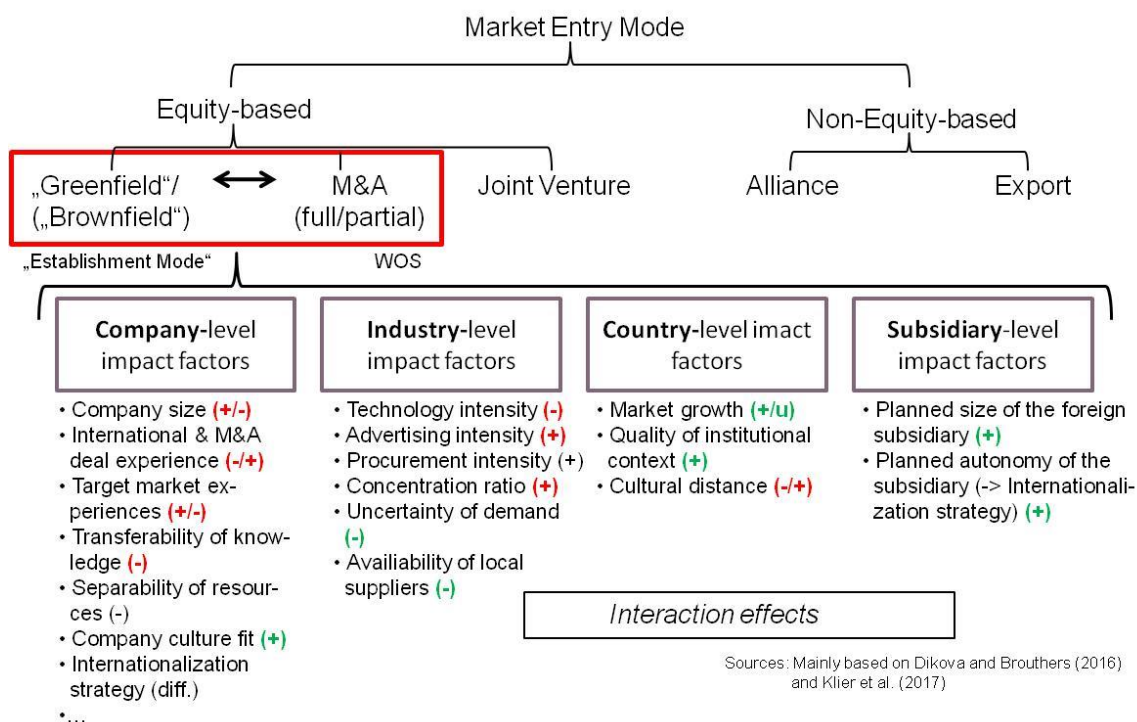 Market Entry Mode
Equity-based
Non-Equity-based
„Greenfield“/
(„Brownfield“)
M&A
(full/partial)
Joint Venture
Alliance
Export
„Establishment Mode“
WOS
Company-level
impact factors
• Company size (+/-)
• International & M&A
deal experience (-/+)
• Target market ex-
periences (+/-)
• Transferability of know-
ledge (-)
• Separability of resour-
ces (-)
• Company culture fit (+)
• Internationalization
strategy (diff.)
•...
Industry-level
impact factors
• Technology intensity (-)
• Advertising intensity (+)
• Procurement intensity (+)
• Concentration ratio (+)
• Uncertainty of demand
(-)
• Availiability of local
suppliers (-)
Country-level imact
factors
• Market growth (+/u)
• Quality of institutional
context (+)
• Cultural distance (-/+)
Subsidiary-level
impact factors
• Planned size of the foreign
subsidiary (+)
• Planned autonomy of the
subsidiary (-> Internationali-
zation strategy) (+)
Interaction effects
Sources: Mainly based on Dikova and Brouthers (2016)
and Klier et al. (2017)